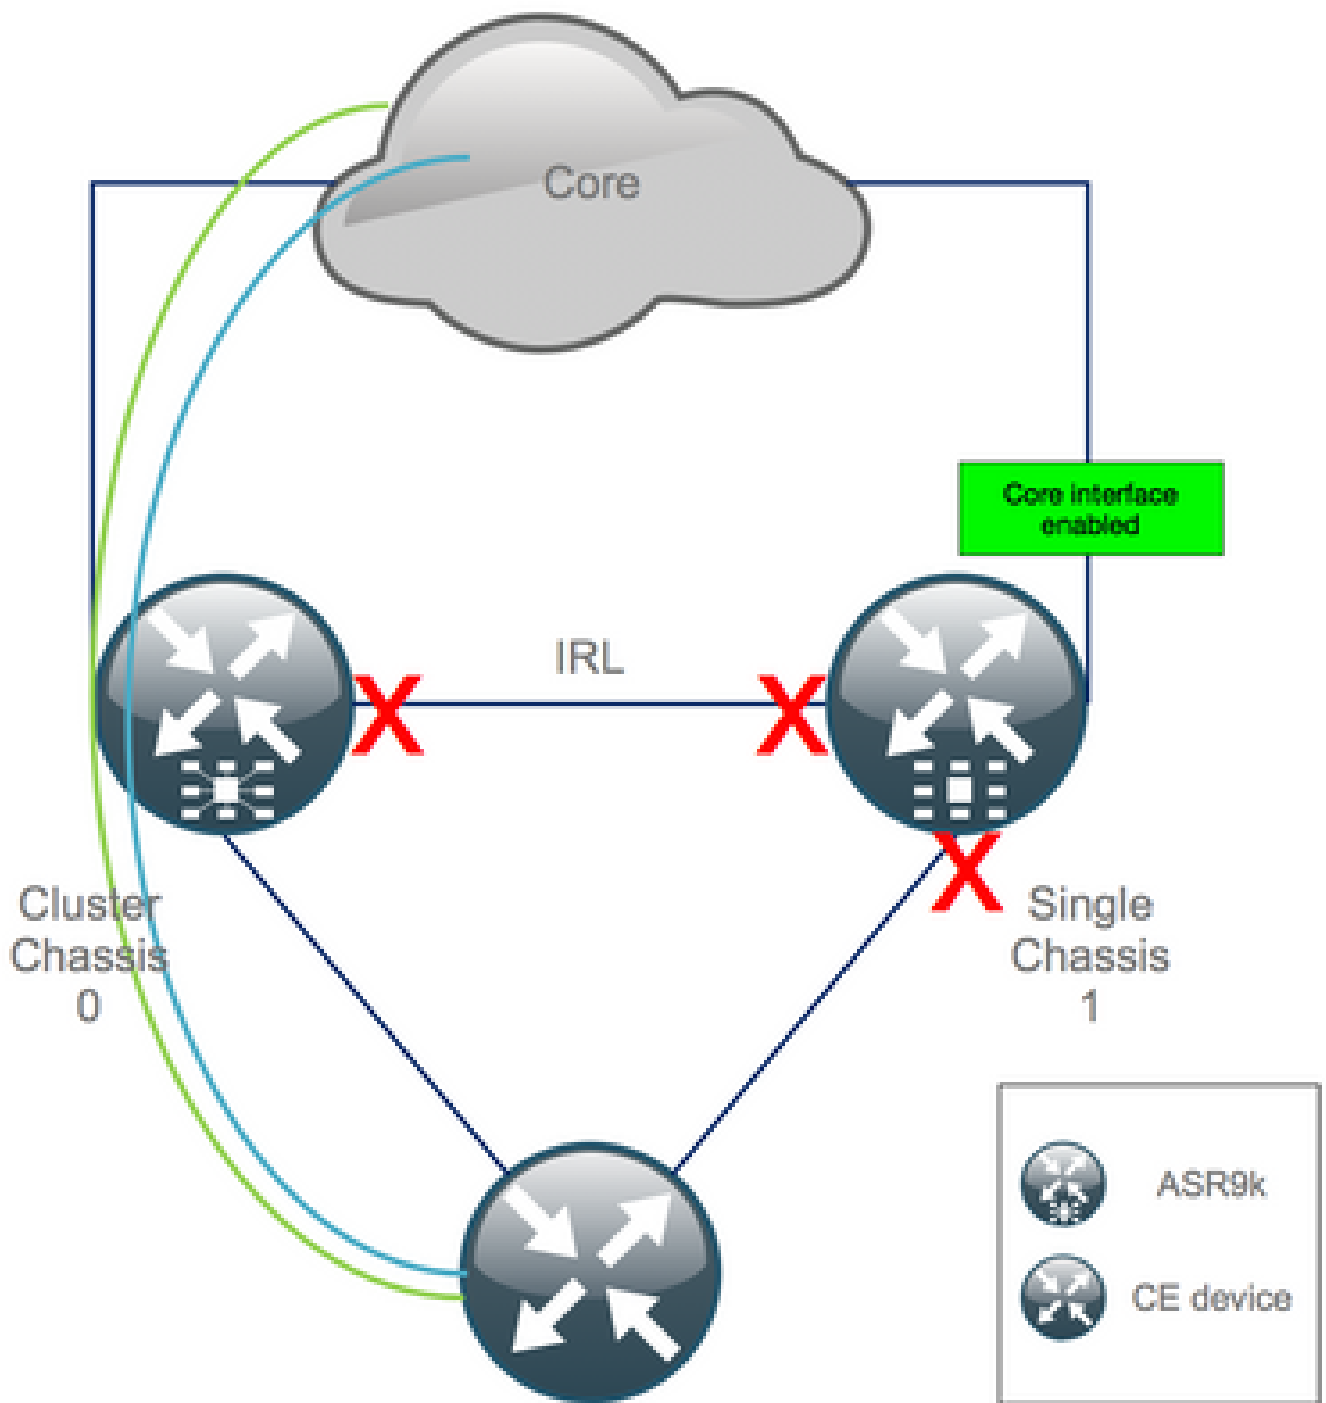 Core
Core interface
enabled
IRL
Cluster
Chassis
0
Single
Chassis
1
ASR9k
CE device